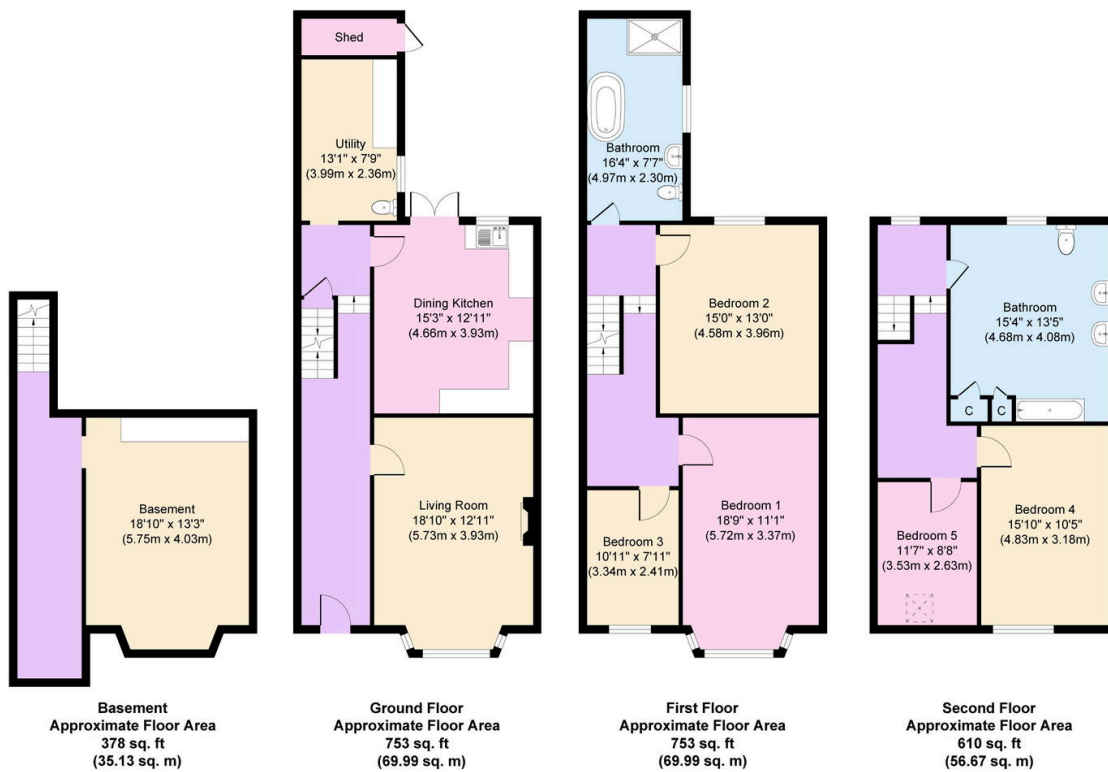 Shed
Utility
13'1" x 7'9"
(3.99m x 2.36m)
Dining Kitchen
15'3" x 12'11"
(4.66m x 3.93m)
Living Room
18'10" x 12'11"
(5.73m x 3.93m)
Basement
18'10" x 13'3"
(5.75m x 4.03m)
Bathroom
16'4" x 7'7"
(4.97m x 2.30m)
Bedroom 2
15'0" x 13'0"
(4.58m x 3.96m)
Bedroom 1
18'9" x 11'1"
(5.72m x 3.37m)
Bedroom 3
10'11" x 7'11"
(3.34m x 2.41m)
Bathroom
15'4" x 13'5"
(4.68m x 4.08m)
C
C
Bedroom 4
15'10" x 10'5"
(4.83m x 3.18m)
Bedroom 5
11'7" x 8'8"
(3.53m x 2.63m)
Basement
Approximate Floor Area
378 sq. ft
(35.13 sq. m)
Ground Floor
Approximate Floor Area
753 sq. ft
(69.99 sq. m)
First Floor
Approximate Floor Area
753 sq. ft
(69.99 sq. m)
Second Floor
Approximate Floor Area
610 sq. ft
(56.67 sq. m)